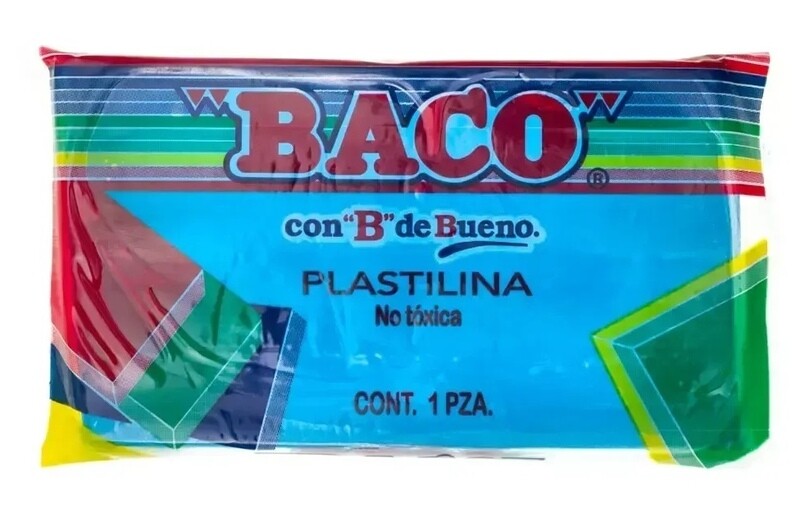 "BACO"®
con "B" de Bueno.
PLASTILINA
No tóxica
CONT. 1 PZA.